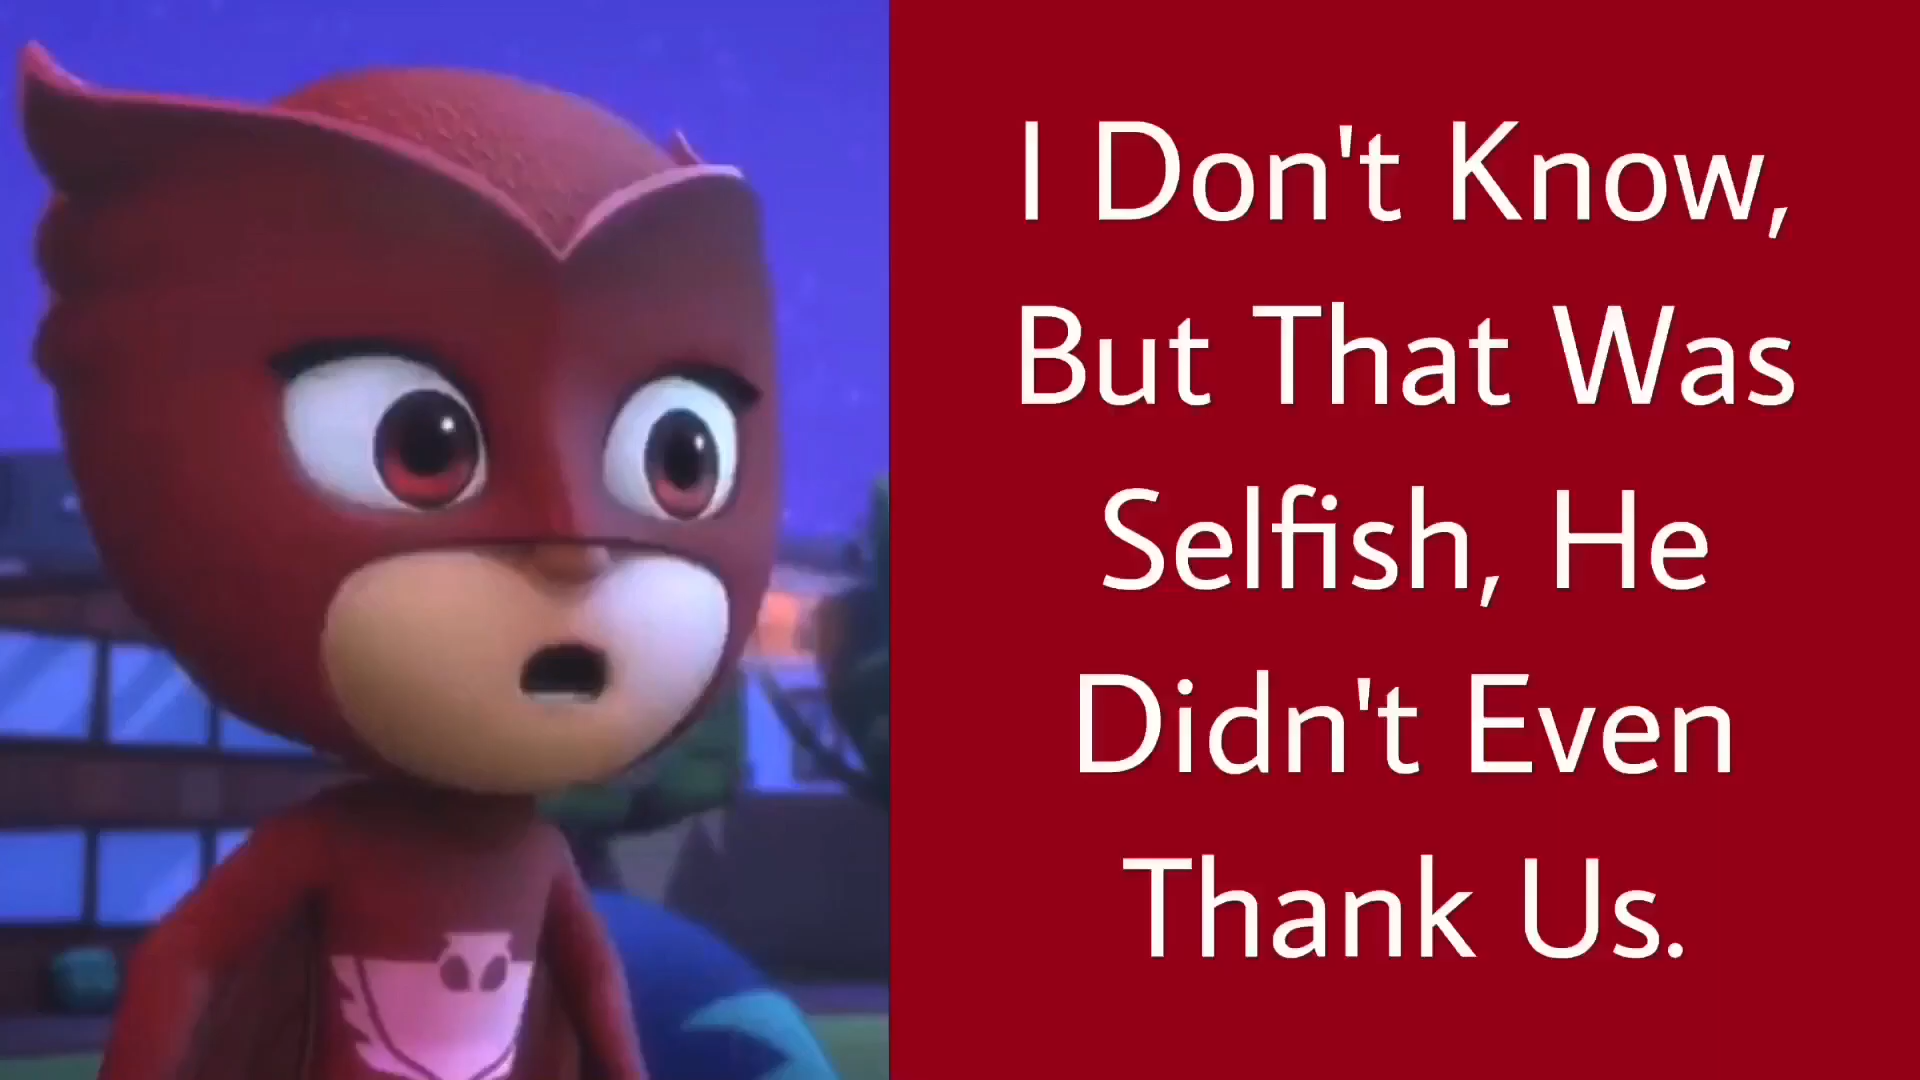 I Don't Know,
But That Was
Selfish, He
Didn't Even
Thank Us.